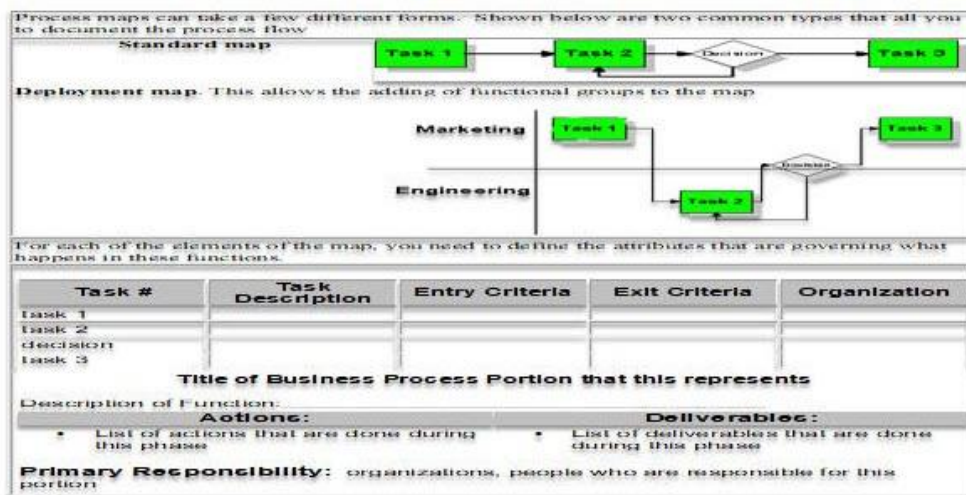 Process maps can take a few different forms. Shown below are two common types that all you
to document the process flow
Standard map
Task 1
Task 2
Decision
Task 3
Deployment map. This allows the adding of functional groups to the map
Marketing
Task 1
Task 3
Decision
Engineering
Task 2
For each of the elements of the map, you need to define the attributes that are governing what
happens in these functions.
Task #
Task
Description
Entry Criteria
Exit Criteria
Organization
task 1
task 2
decision
task 3
Title of Business Process Portion that this represents
Description of Function:
Actions:
Deliverables:
• List of actions that are done during
this phase
• List of deliverables that are done
during this phase
Primary Responsibility: organizations, people who are responsible for this
portion